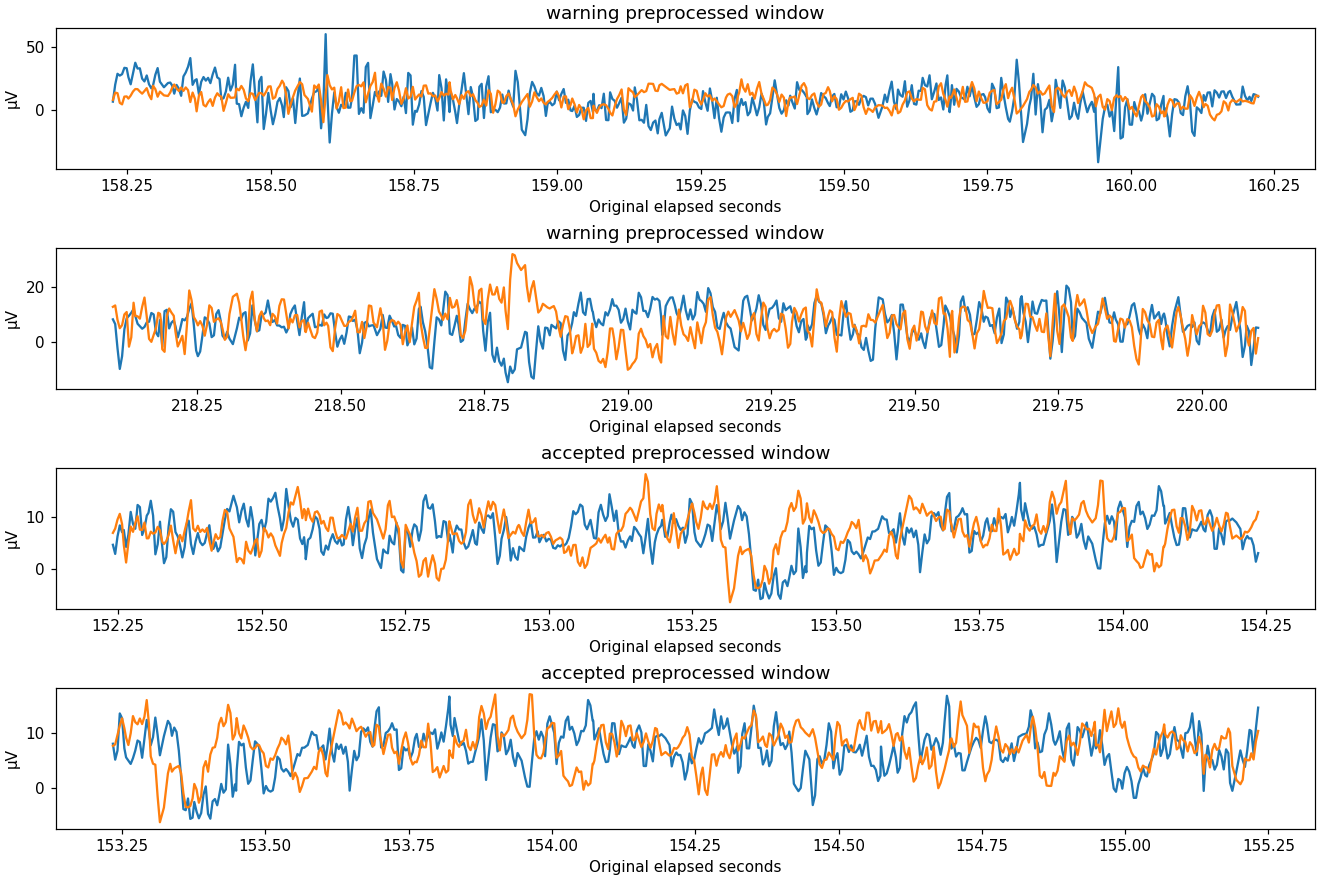 warning preprocessed window
50
0
µV
158.25 158.50 158.75 159.00 159.25 159.50 159.75 160.00 160.25
Original elapsed seconds
warning preprocessed window
20
0
µV
218.25 218.50 218.75 219.00 219.25 219.50 219.75 220.00
Original elapsed seconds
accepted preprocessed window
10
0
µV
152.25 152.50 152.75 153.00 153.25 153.50 153.75 154.00 154.25
Original elapsed seconds
accepted preprocessed window
10
0
µV
153.25 153.50 153.75 154.00 154.25 154.50 154.75 155.00 155.25
Original elapsed seconds